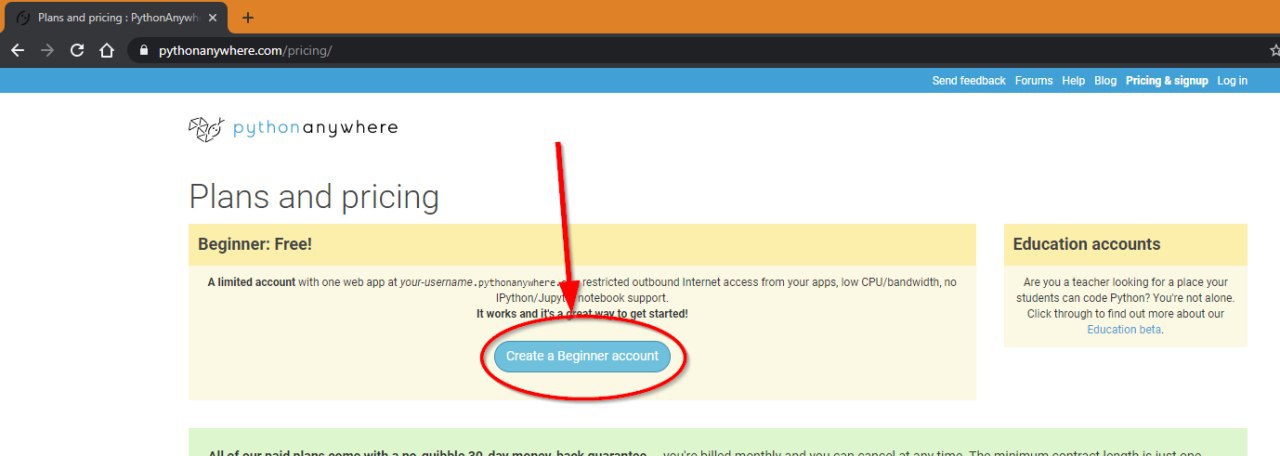 Plans and pricing : PythonAnywh
pythonanywhere.com/pricing/
Send feedback Forums Help Blog Pricing & signup Log in
pythonanywhere
Plans and pricing
Beginner: Free!
A limited account with one web app at your-username.pythonanywhere. restricted outbound Internet access from your apps, low CPU/bandwidth, no
IPython/Jupyte notebook support.
It works and it's a great way to get started!
Create a Beginner account
Education accounts
Are you a teacher looking for a place your
students can code Python? You're not alone.
Click through to find out more about our
Education beta.
All of our paid plans come with a no-quibble 30-day money-back guarantee — you're billed monthly and you can cancel at any time. The minimum contract length is just one